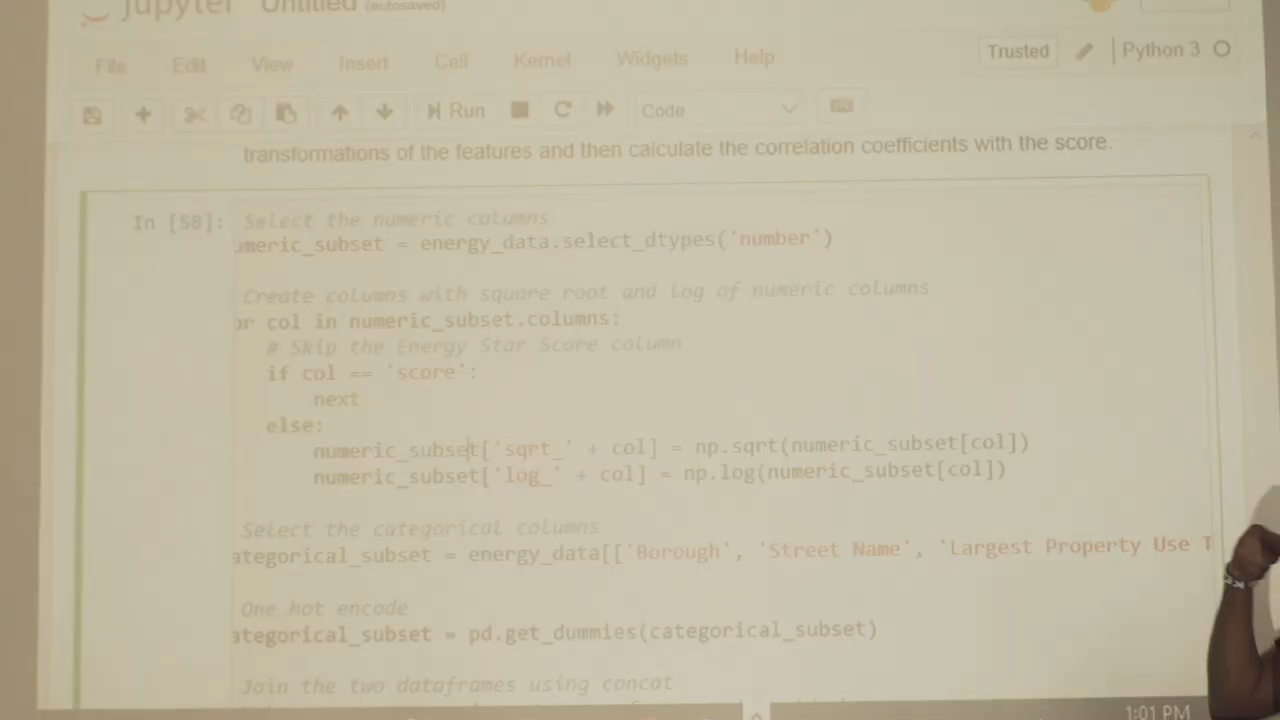 jupyter Untitled (autosaved)
File Edit View Insert Cell Kernel Widgets Help Trusted Python 3
Run Code
transformations of the features and then calculate the correlation coefficients with the score.
In [58]: Select the numeric columns
umeric_subset = energy_data.select_dtypes('number')
Create columns with square root and log of numeric columns
or col in numeric_subset.columns:
# Skip the Energy Star Score column
if col == 'score':
next
else:
numeric_subset['sqrt_' + col] = np.sqrt(numeric_subset[col])
numeric_subset['log_' + col] = np.log(numeric_subset[col])
Select the categorical columns
ategorical_subset = energy_data[['Borough', 'Street Name', 'Largest Property Use T
One hot encode
ategorical_subset = pd.get_dummies(categorical_subset)
Join the two dataframes using concat
1:01 PM